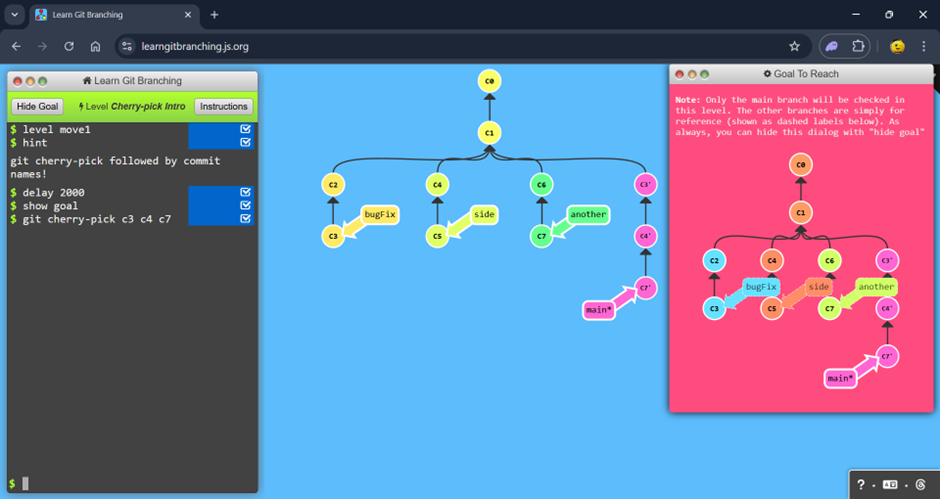 Learn Git Branching
learngitbranching.js.org
Learn Git Branching
Hide Goal
Level Cherry-pick Intro
Instructions
$ level move1
$ hint
git cherry-pick followed by commit
names!
$ delay 2000
$ show goal
$ git cherry-pick c3 c4 c7
$
C0
C1
C2
C4
C6
C3'
bugFix
side
another
C3
C5
C7
C4'
C7'
main*
Goal To Reach
Note: Only the main branch will be checked in
this level. The other branches are simply for
reference (shown as dashed labels below). As
always, you can hide this dialog with "hide goal"
C0
C1
C2
C4
C6
C3'
bugFix
side
another
C3
C5
C7
C4'
C7'
main*
?